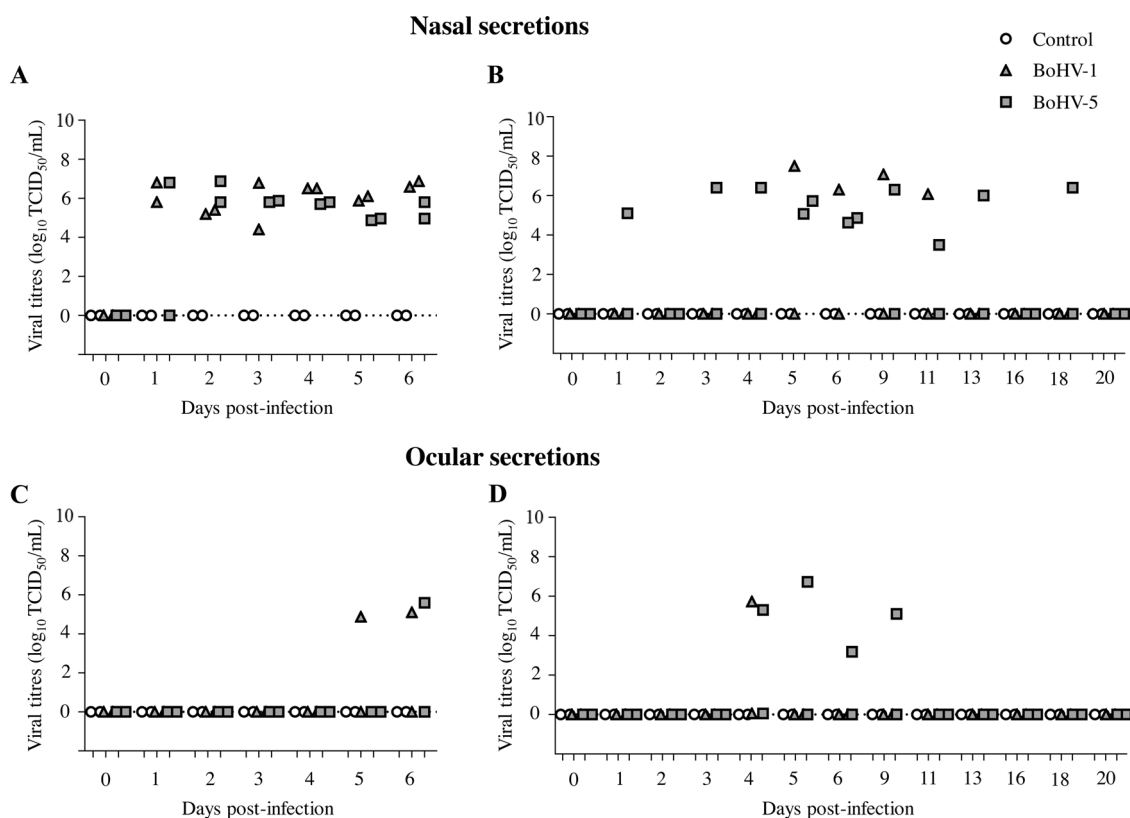 Nasal secretions
Control
BoHV-1
BoHV-5
A
Viral titres (log10 TCID50/mL)
10
8
6
4
2
0
0 1 2 3 4 5 6
Days post-infection
B
Viral titres (log10 TCID50/mL)
10
8
6
4
2
0
0 1 2 3 4 5 6 9 11 13 16 18 20
Days post-infection
Ocular secretions
C
Viral titres (log10 TCID50/mL)
10
8
6
4
2
0
0 1 2 3 4 5 6
Days post-infection
D
Viral titres (log10 TCID50/mL)
10
8
6
4
2
0
0 1 2 3 4 5 6 9 11 13 16 18 20
Days post-infection